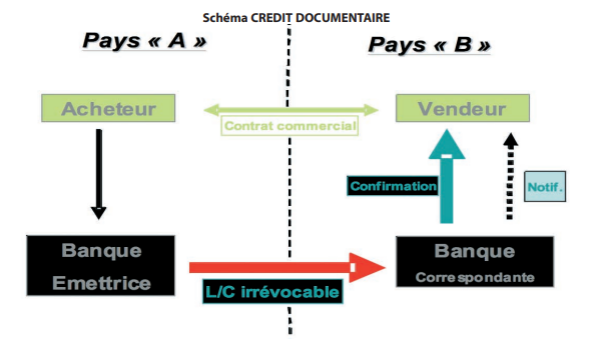 Schéma CREDIT DOCUMENTAIRE
Pays « A »
Pays « B »
Acheteur
Vendeur
Contrat commercial
Confirmation
Notif.
Banque
Emettrice
Banque
Correspondante
L/C irrévocable